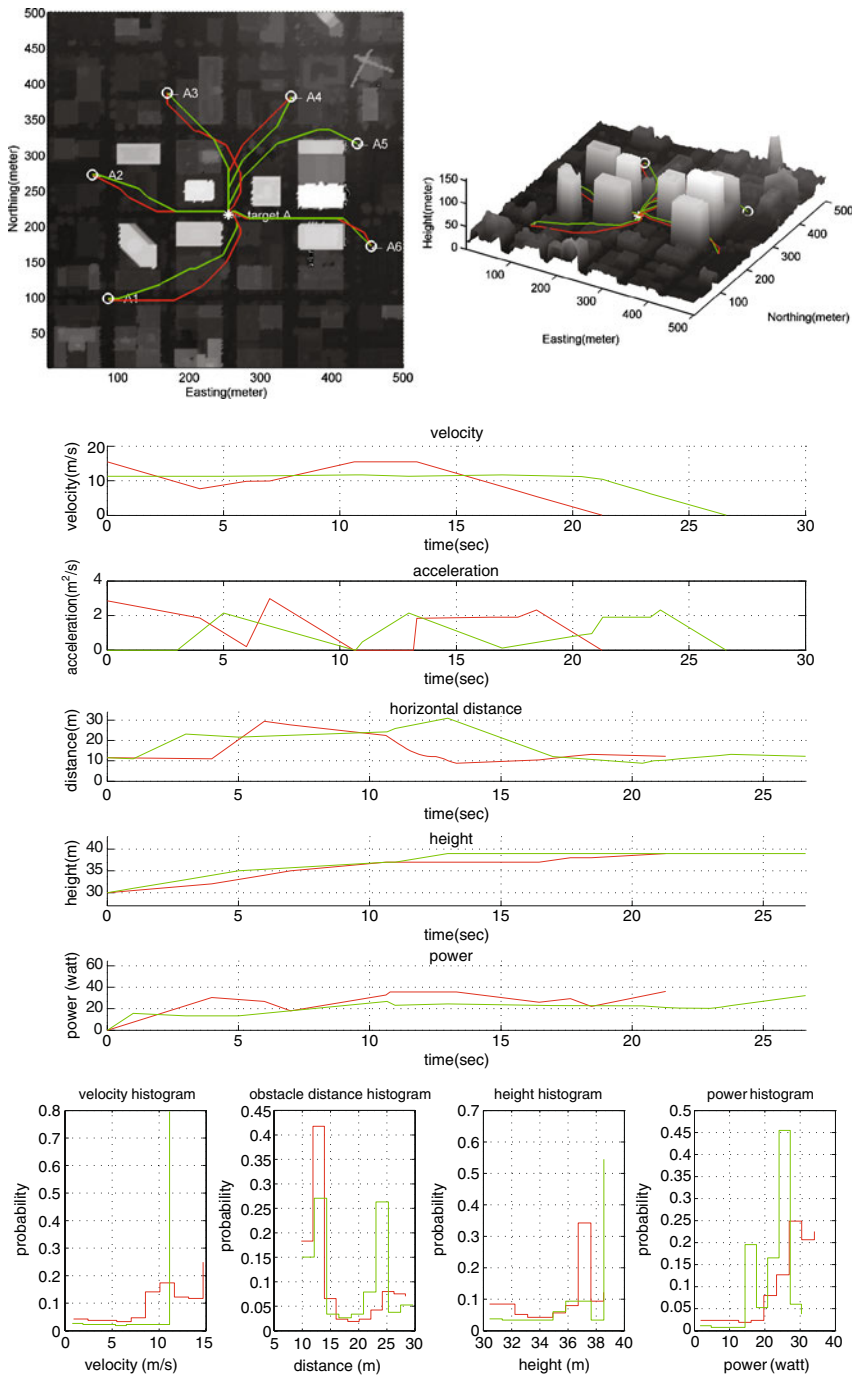 500
450
400
350
300
250
200
150
100
50
Northing(meter)
A3
A4
A5
A2
target A
A6
A1
100 200 300 400 500
Easting(meter)
150
100
50
0
Height(meter)
100
200
300
400
500
Easting(meter)
100
200
300
400
500
Northing(meter)
velocity
20
10
0
velocity(m/s)
0 5 10 15 20 25 30
time(sec)
acceleration
4
2
0
acceleration(m²/s)
0 5 10 15 20 25 30
time(sec)
horizontal distance
30
20
10
0
distance(m)
0 5 10 15 20 25
time(sec)
height
40
35
30
height(m)
0 5 10 15 20 25
time(sec)
power
60
40
20
0
power (watt)
0 5 10 15 20 25
time(sec)
velocity histogram
0.8
0.7
0.6
0.5
0.4
0.3
0.2
0.1
0
probability
0 5 10 15
velocity (m/s)
obstacle distance histogram
0.45
0.4
0.35
0.3
0.25
0.2
0.15
0.1
0.05
0
probability
5 10 15 20 25 30
distance (m)
height histogram
0.7
0.6
0.5
0.4
0.3
0.2
0.1
0
probability
30 32 34 36 38 40
height (m)
power histogram
0.5
0.45
0.4
0.35
0.3
0.25
0.2
0.15
0.1
0.05
0
probability
0 10 20 30 40
power (watt)